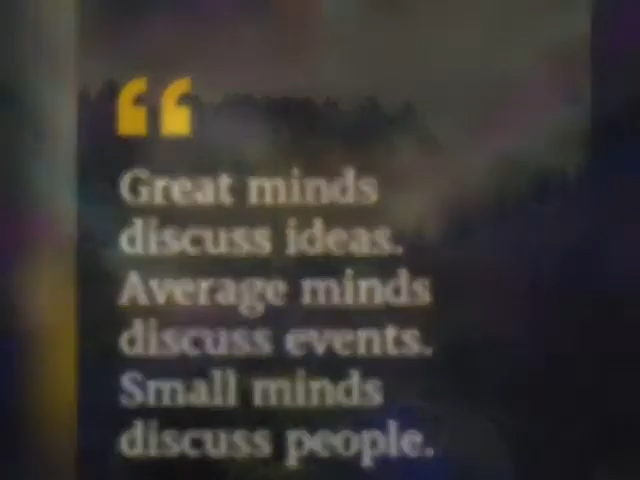 “
Great minds
discuss ideas.
Average minds
discuss events.
Small minds
discuss people.